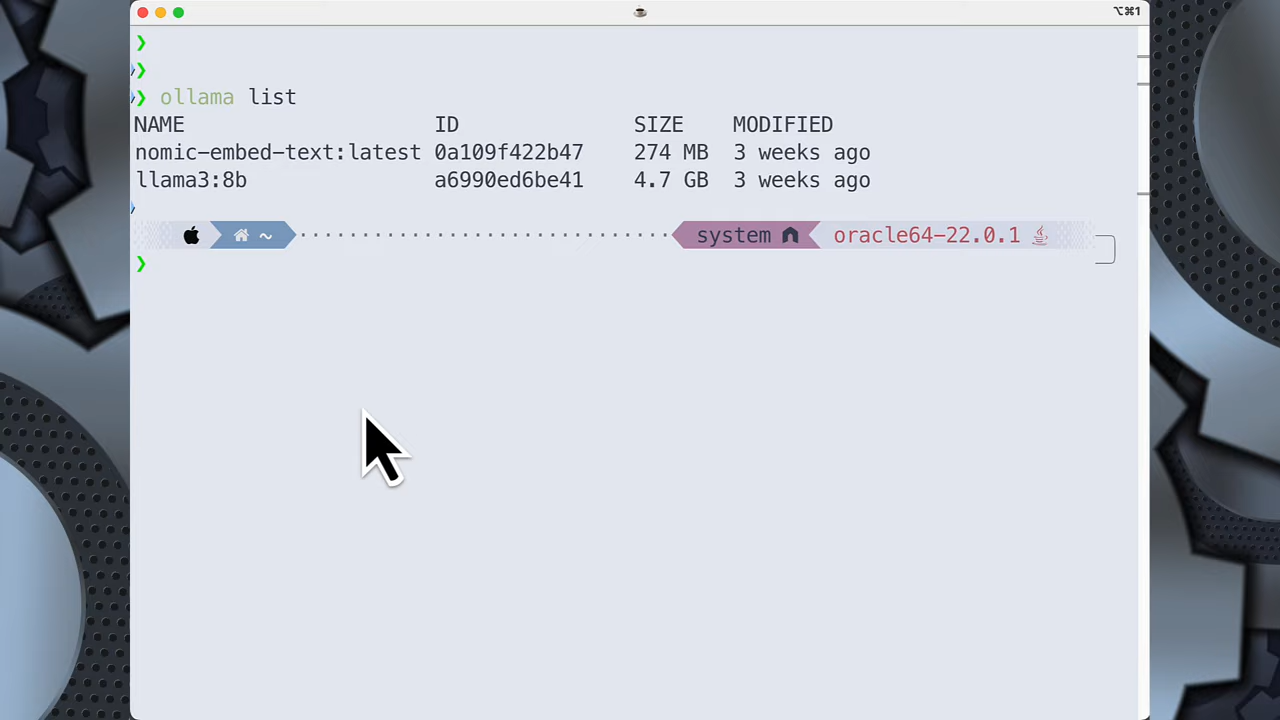 ⌥⌘1
❯
❯
❯ ollama list
NAME ID SIZE MODIFIED
nomic-embed-text:latest 0a109f422b47 274 MB 3 weeks ago
llama3:8b a6990ed6be41 4.7 GB 3 weeks ago
~ system oracle64-22.0.1
❯